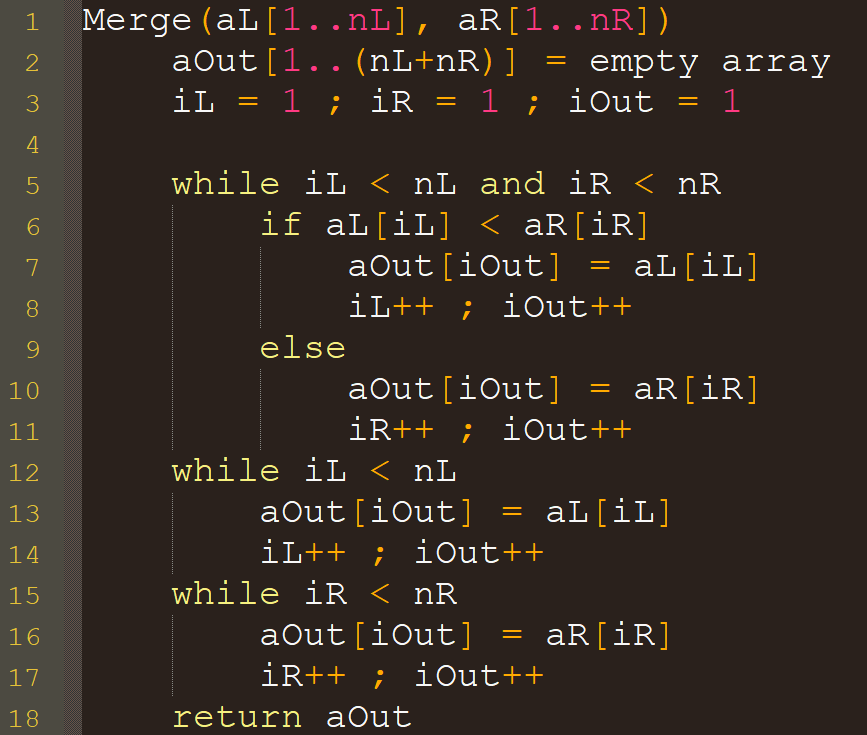 1 Merge(aL[1..nL], aR[1..nR])
2     aOut[1..(nL+nR)] = empty array
3     iL = 1 ; iR = 1 ; iOut = 1
4
5     while iL < nL and iR < nR
6         if aL[iL] < aR[iR]
7             aOut[iOut] = aL[iL]
8             iL++ ; iOut++
9         else
10             aOut[iOut] = aR[iR]
11             iR++ ; iOut++
12     while iL < nL
13         aOut[iOut] = aL[iL]
14         iL++ ; iOut++
15     while iR < nR
16         aOut[iOut] = aR[iR]
17         iR++ ; iOut++
18     return aOut